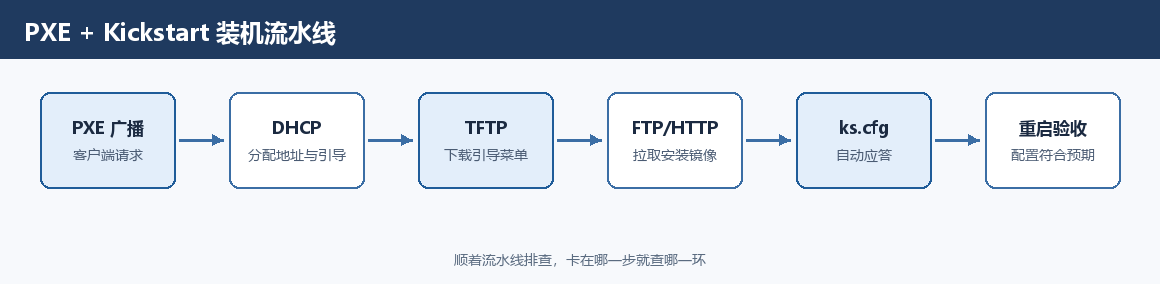 PXE + Kickstart 装机流水线
PXE 广播
客户端请求
DHCP
分配地址与引导
TFTP
下载引导菜单
FTP/HTTP
拉取安装镜像
ks.cfg
自动应答
重启验收
配置符合预期
顺着流水线排查，卡在哪一步就查哪一环